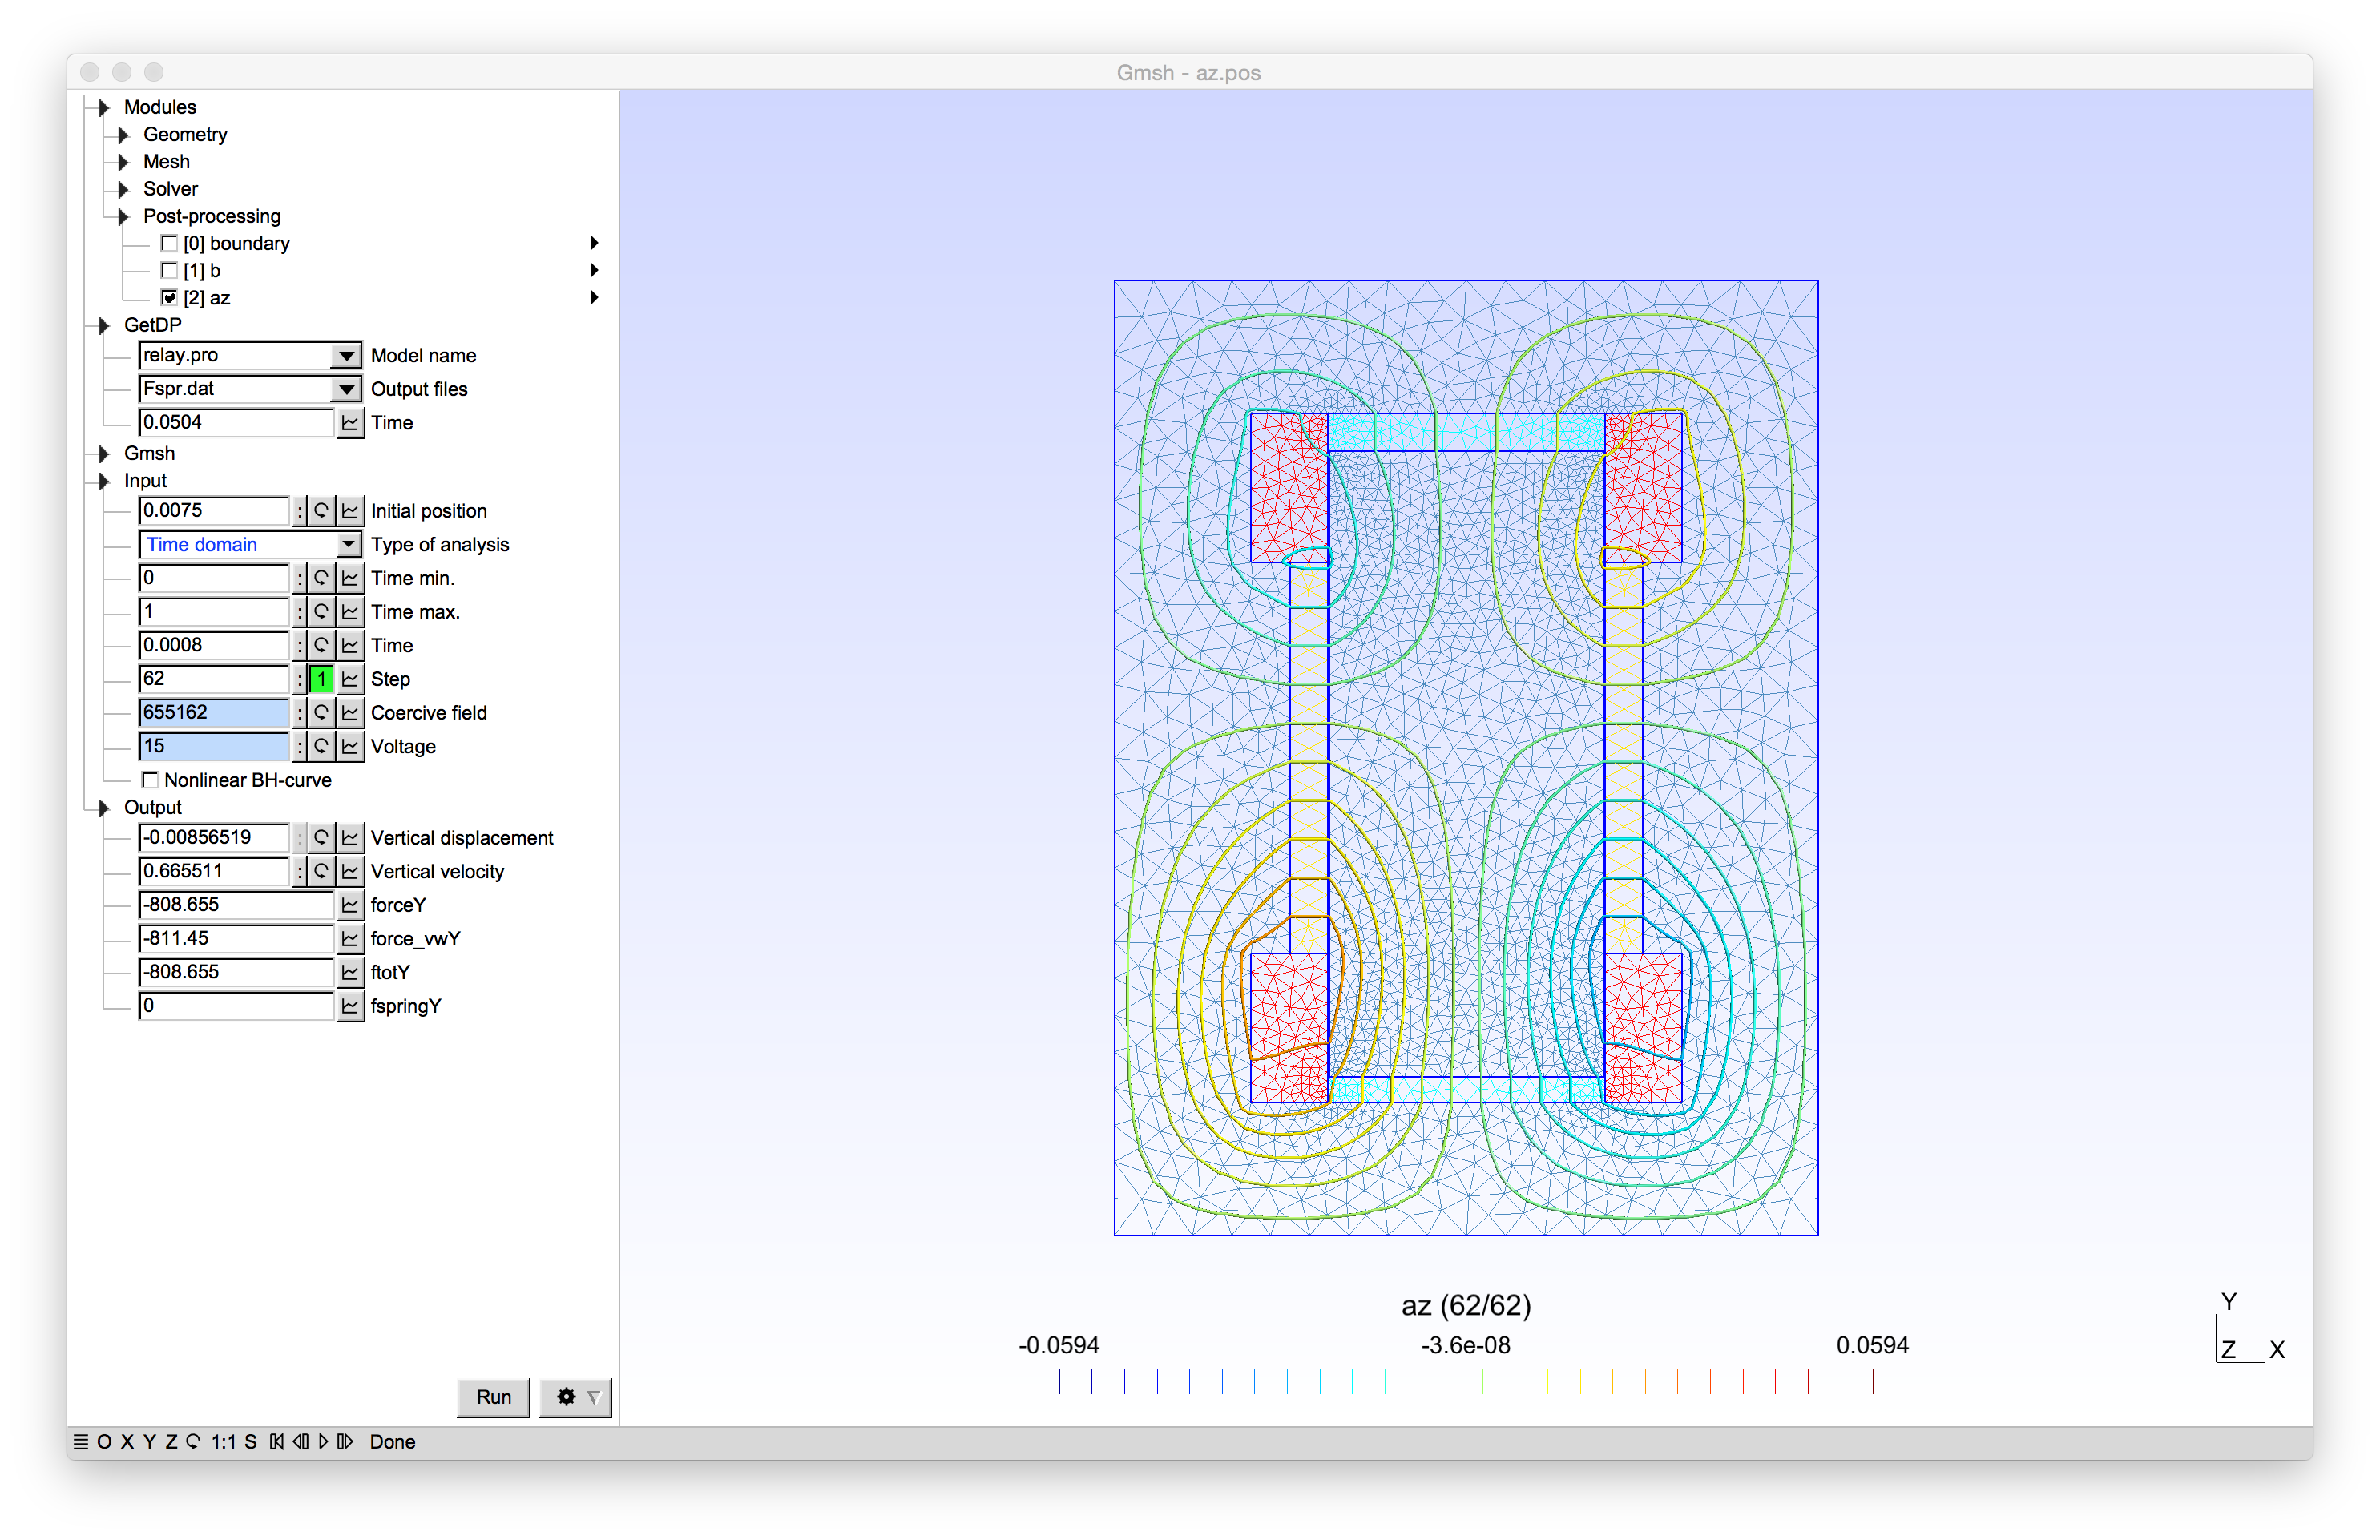 Gmsh - az.pos
Modules
Geometry
Mesh
Solver
Post-processing
[0] boundary
[1] b
[2] az
GetDP
relay.pro Model name
Fspr.dat Output files
0.0504 Time
Gmsh
Input
0.0075 : Initial position
Time domain Type of analysis
0 : Time min.
1 : Time max.
0.0008 : Time
62 : 1 Step
655162 : Coercive field
15 : Voltage
Nonlinear BH-curve
Output
-0.00856519 : Vertical displacement
0.665511 : Vertical velocity
-808.655 forceY
-811.45 force_vwY
-808.655 ftotY
0 fspringY
az (62/62)
-0.0594 -3.6e-08 0.0594
Y
Z X
Run
O X Y Z 1:1 S Done